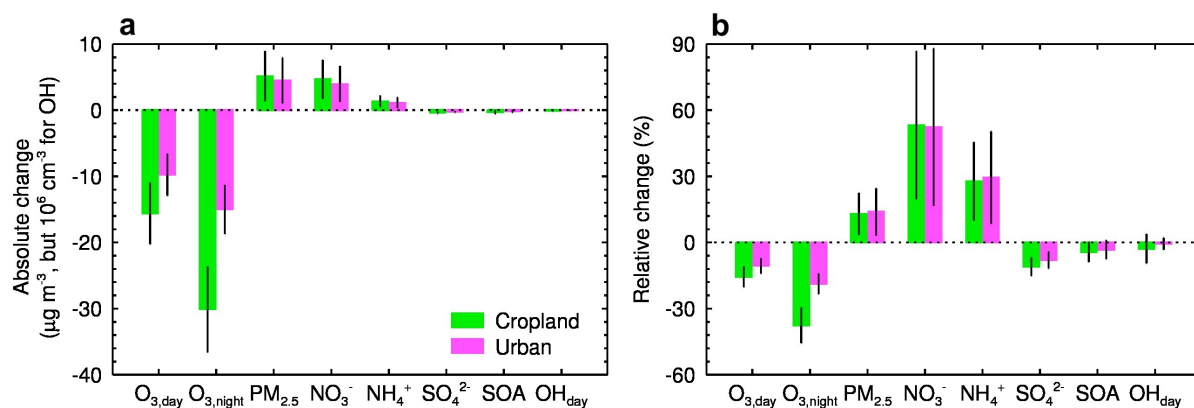 a
Absolute change
(µg m⁻³, but 10⁶ cm⁻³ for OH)
10
0
-10
-20
-30
-40
Cropland
Urban
O₃,day O₃,night PM₂.₅ NO₃⁻ NH₄⁺ SO₄²⁻ SOA OHday
b
Relative change (%)
90
60
30
0
-30
-60
O₃,day O₃,night PM₂.₅ NO₃⁻ NH₄⁺ SO₄²⁻ SOA OHday